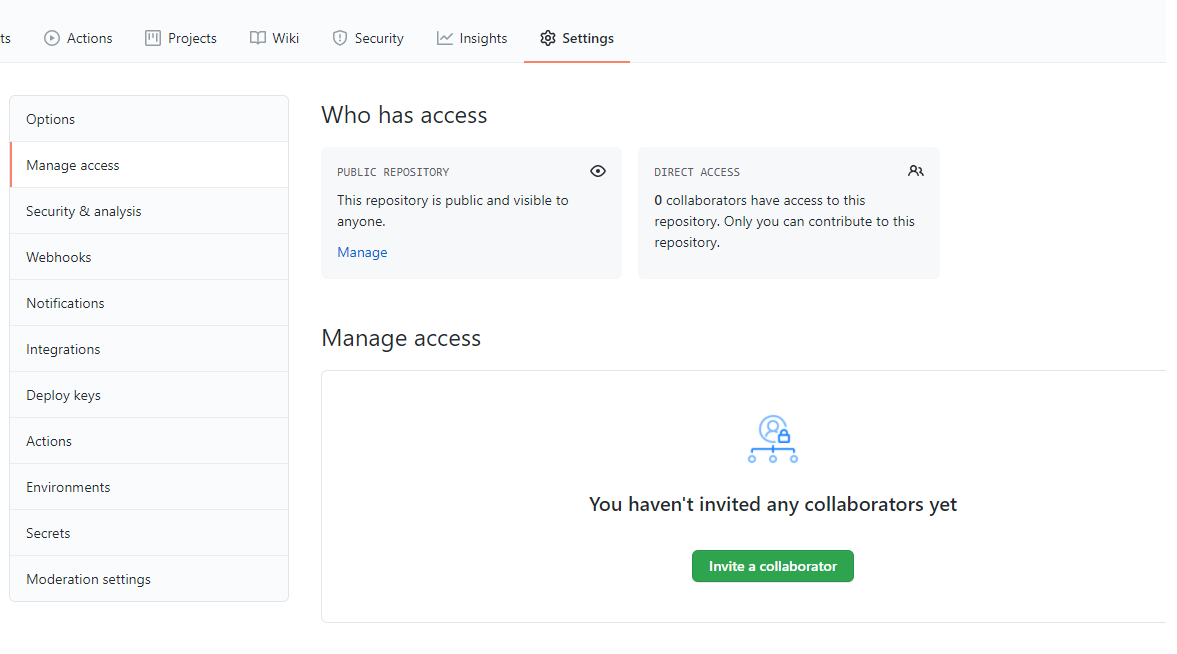 ts Actions Projects Wiki Security Insights Settings
Options
Manage access
Security & analysis
Webhooks
Notifications
Integrations
Deploy keys
Actions
Environments
Secrets
Moderation settings
Who has access
PUBLIC REPOSITORY
This repository is public and visible to
anyone.
Manage
DIRECT ACCESS
0 collaborators have access to this
repository. Only you can contribute to this
repository.
Manage access
You haven't invited any collaborators yet
Invite a collaborator